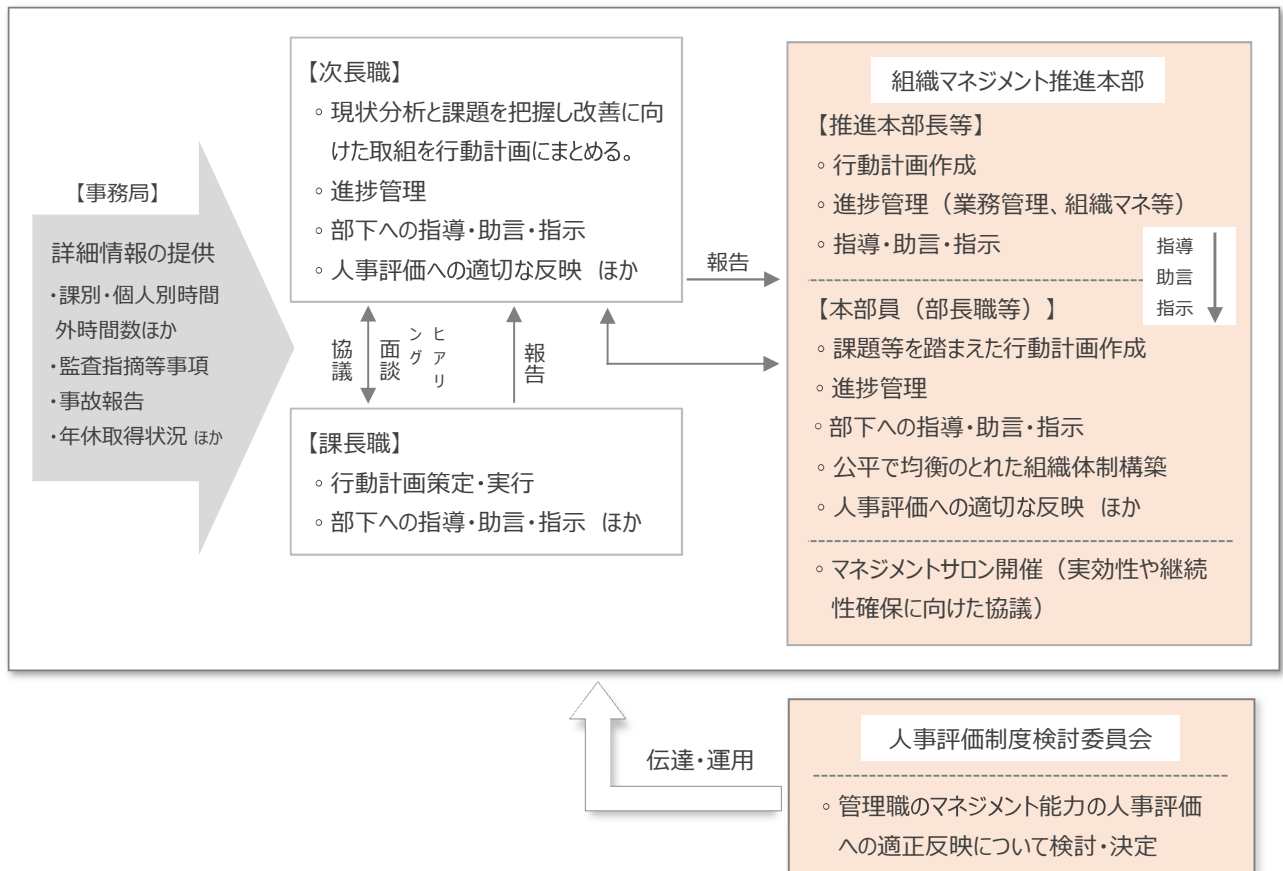 【事務局】
詳細情報の提供
・課別・個人別時間
外時間数ほか
・監査指摘等事項
・事故報告
・年休取得状況 ほか
【次長職】
◦現状分析と課題を把握し改善に向
けた取組を行動計画にまとめる。
◦進捗管理
◦部下への指導・助言・指示
◦人事評価への適切な反映 ほか
協議
面談
ヒアリ
ング
報告
【課長職】
◦行動計画策定・実行
◦部下への指導・助言・指示 ほか
報告
組織マネジメント推進本部
【推進本部長等】
◦行動計画作成
◦進捗管理（業務管理、組織マネ等）
◦指導・助言・指示
指導
助言
指示
【本部員（部長職等）】
◦課題等を踏まえた行動計画作成
◦進捗管理
◦部下への指導・助言・指示
◦公平で均衡のとれた組織体制構築
◦人事評価への適切な反映 ほか
◦マネジメントサロン開催（実効性や継続
性確保に向けた協議）
伝達・運用
人事評価制度検討委員会
◦管理職のマネジメント能力の人事評価
への適正反映について検討・決定